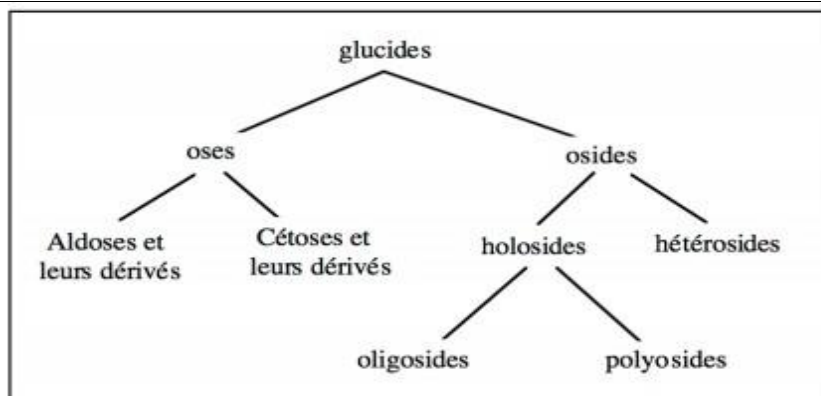 glucides
oses
osides
Aldoses et
leurs dérivés
Cétoses et
leurs dérivés
holosides
hétérosides
oligosides
polyosides